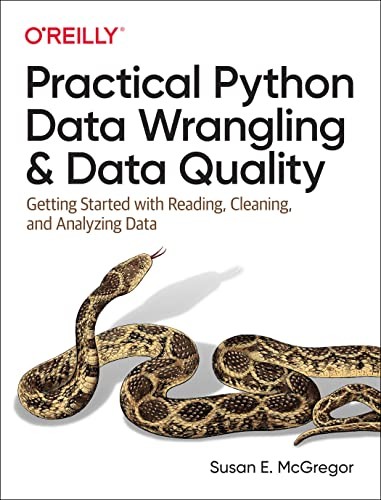 O'REILLY®
Practical Python
Data Wrangling
& Data Quality
Getting Started with Reading, Cleaning,
and Analyzing Data
Susan E. McGregor